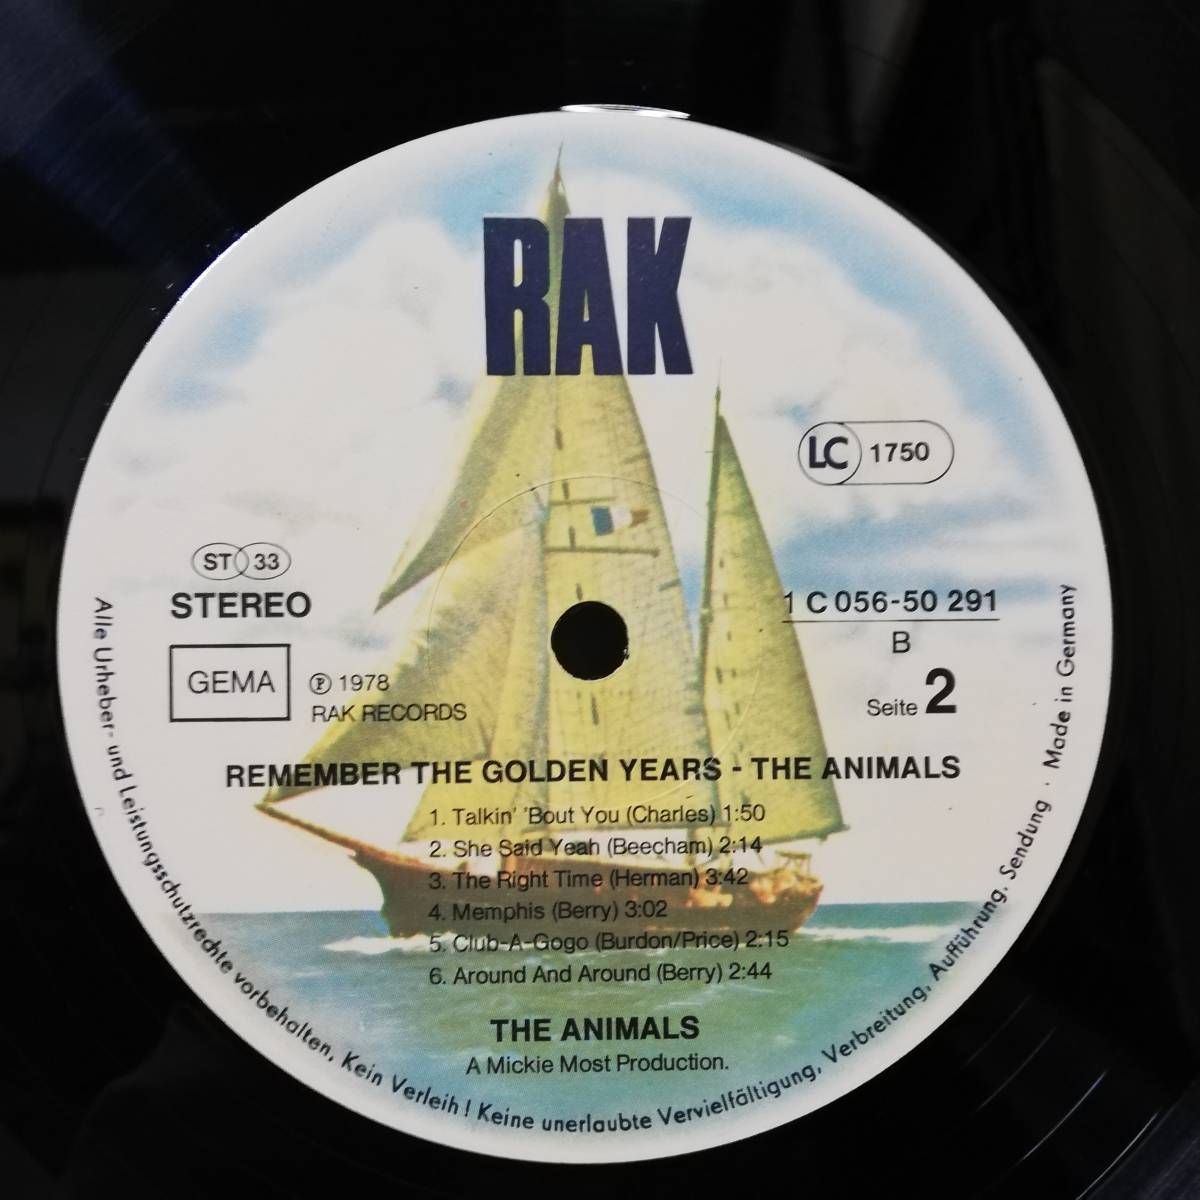 RAK
LC 1750
ST 33
STEREO
GEMA
℗ 1978
RAK RECORDS
1 C 056-50 291
B
Seite 2
REMEMBER THE GOLDEN YEARS - THE ANIMALS
1. Talkin' 'Bout You (Charles) 1:50
2. She Said Yeah (Beecham) 2:14
3. The Right Time (Herman) 3:42
4. Memphis (Berry) 3:02
5. Club-A-Gogo (Burdon/Price) 2:15
6. Around And Around (Berry) 2:44
THE ANIMALS
A Mickie Most Production.
Alle Urheber- und Leistungsschutzrechte vorbehalten, Kein Verleih! Keine unerlaubte Vervielfältigung, Verbreitung, Aufführung, Sendung · Made in Germany